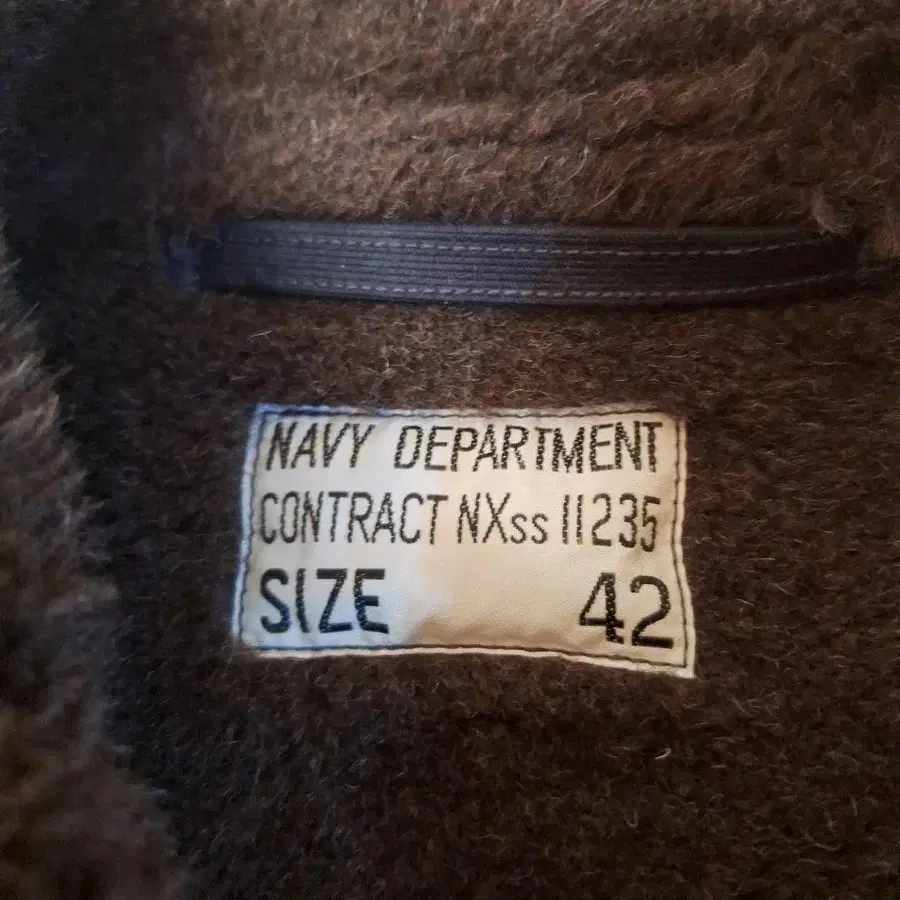 NAVY DEPARTMENT
CONTRACT NXss 11235
SIZE 42